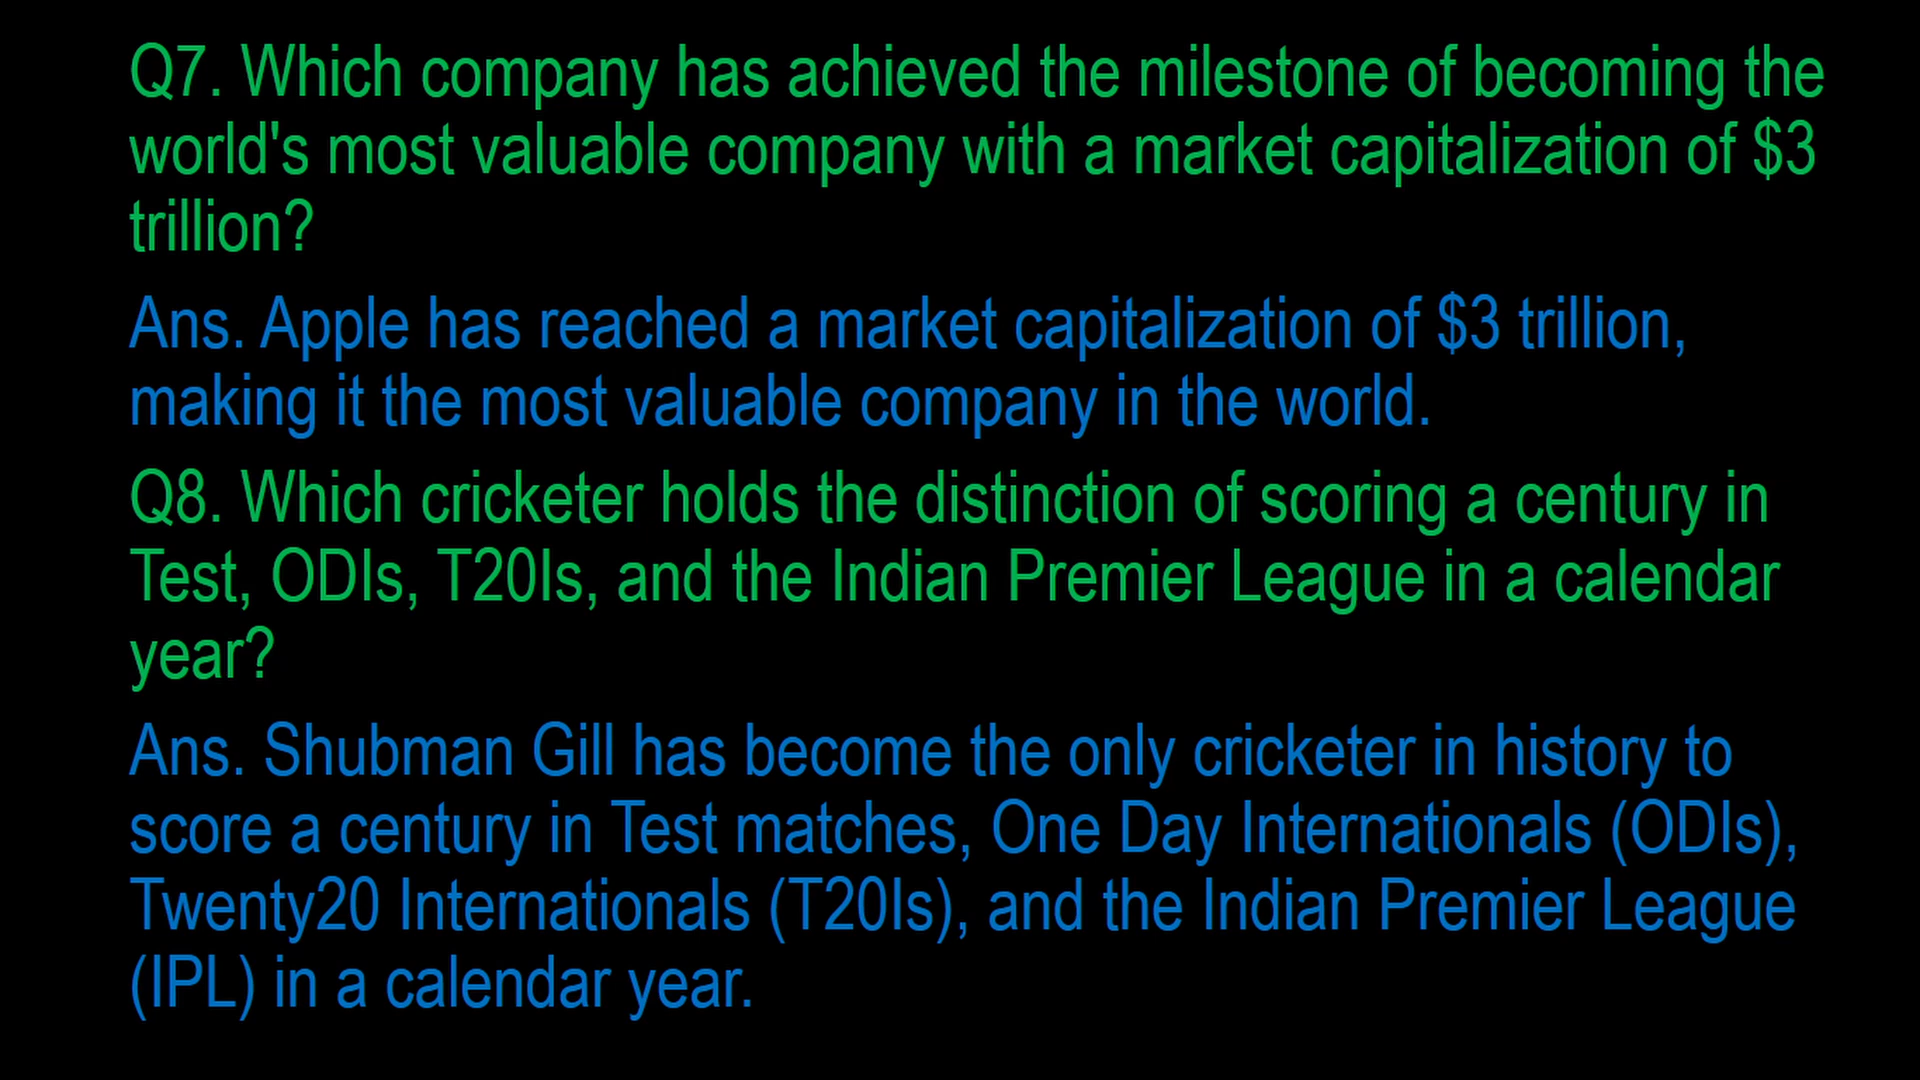 Q7. Which company has achieved the milestone of becoming the
world's most valuable company with a market capitalization of $3
trillion?
Ans. Apple has reached a market capitalization of $3 trillion,
making it the most valuable company in the world.
Q8. Which cricketer holds the distinction of scoring a century in
Test, ODIs, T20Is, and the Indian Premier League in a calendar
year?
Ans. Shubman Gill has become the only cricketer in history to
score a century in Test matches, One Day Internationals (ODIs),
Twenty20 Internationals (T20Is), and the Indian Premier League
(IPL) in a calendar year.